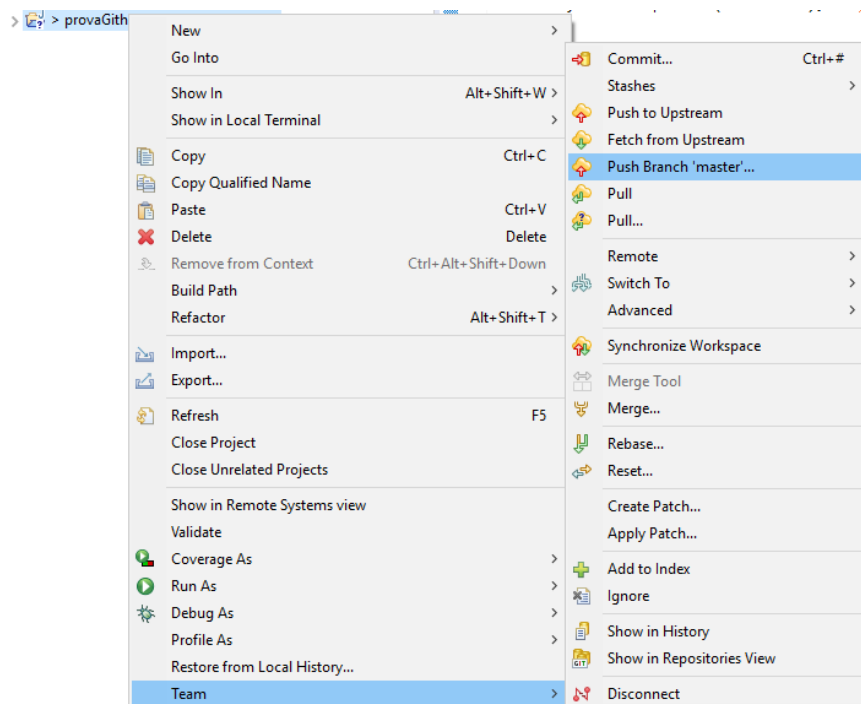 > provaGith
New
Go Into
Show In Alt+Shift+W >
Show in Local Terminal >
Copy Ctrl+C
Copy Qualified Name
Paste Ctrl+V
Delete Delete
Remove from Context Ctrl+Alt+Shift+Down
Build Path >
Refactor Alt+Shift+T >
Import...
Export...
Refresh F5
Close Project
Close Unrelated Projects
Show in Remote Systems view
Validate
Coverage As >
Run As >
Debug As >
Profile As >
Restore from Local History...
Team >
Commit... Ctrl+#
Stashes >
Push to Upstream
Fetch from Upstream
Push Branch 'master'...
Pull
Pull...
Remote >
Switch To >
Advanced >
Synchronize Workspace
Merge Tool
Merge...
Rebase...
Reset...
Create Patch...
Apply Patch...
Add to Index
Ignore
Show in History
GIT Show in Repositories View
Disconnect